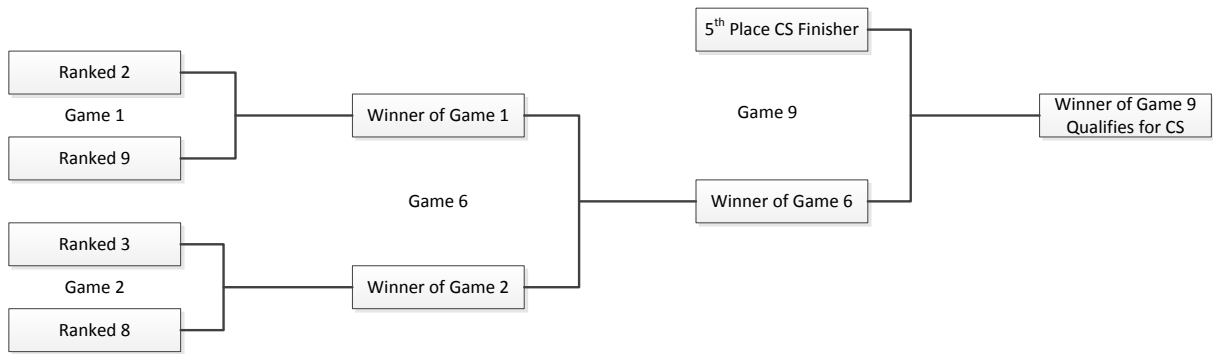 5th Place CS Finisher
Ranked 2
Game 1
Winner of Game 1
Game 9
Winner of Game 9
Qualifies for CS
Ranked 9
Game 6
Winner of Game 6
Ranked 3
Game 2
Winner of Game 2
Ranked 8